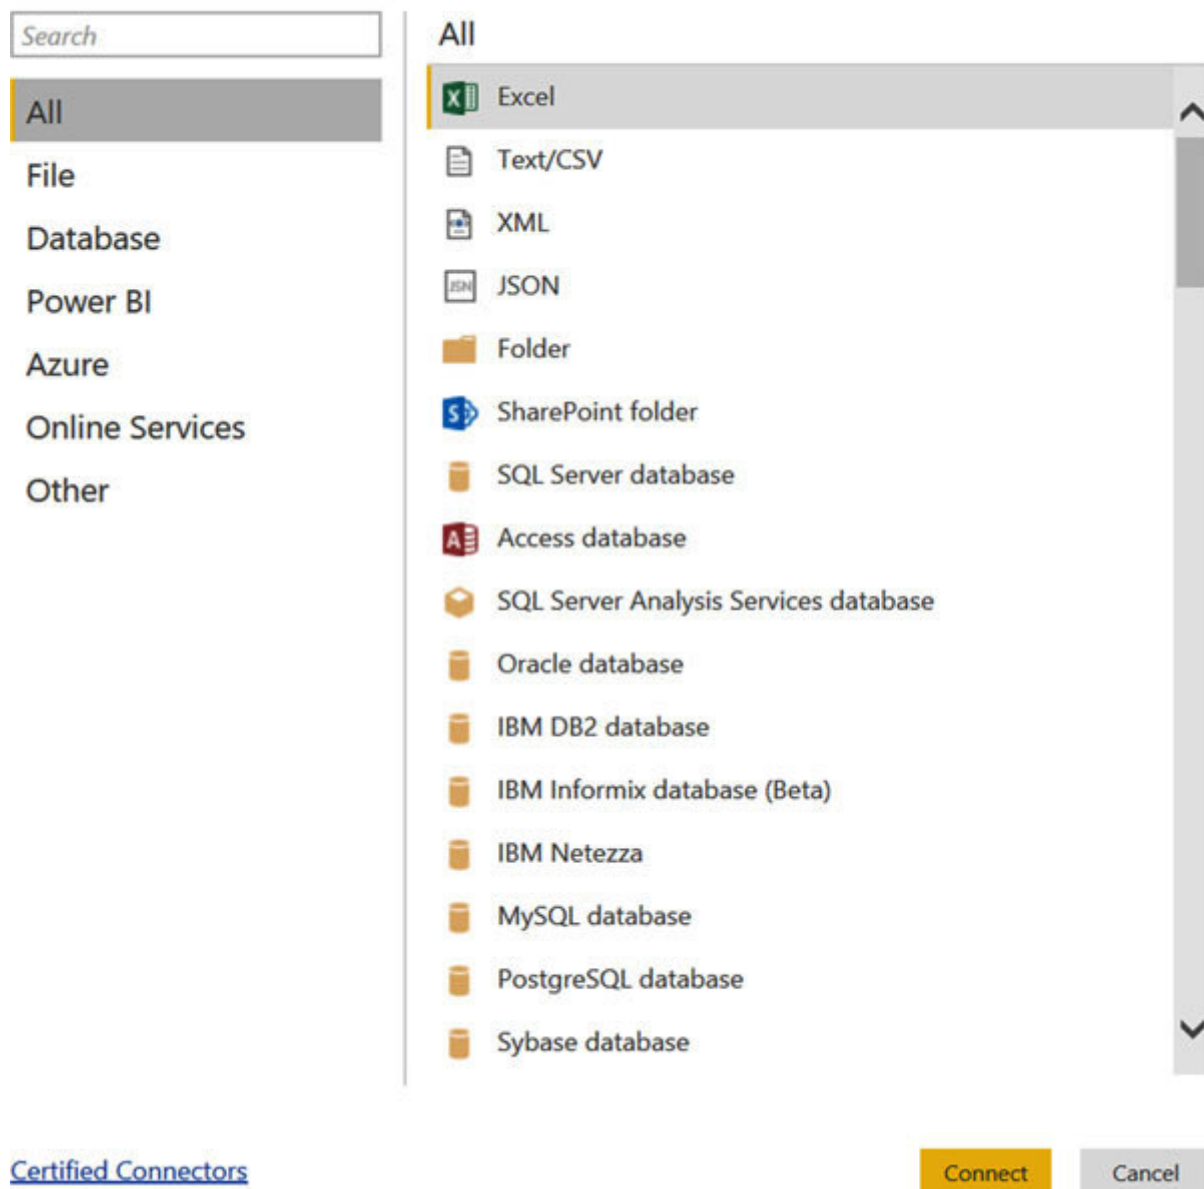 Search
All
File
Database
Power BI
Azure
Online Services
Other
All
Excel
Text/CSV
XML
JSN JSON
Folder
SharePoint folder
SQL Server database
Access database
SQL Server Analysis Services database
Oracle database
IBM DB2 database
IBM Informix database (Beta)
IBM Netezza
MySQL database
PostgreSQL database
Sybase database
Certified Connectors
Connect
Cancel